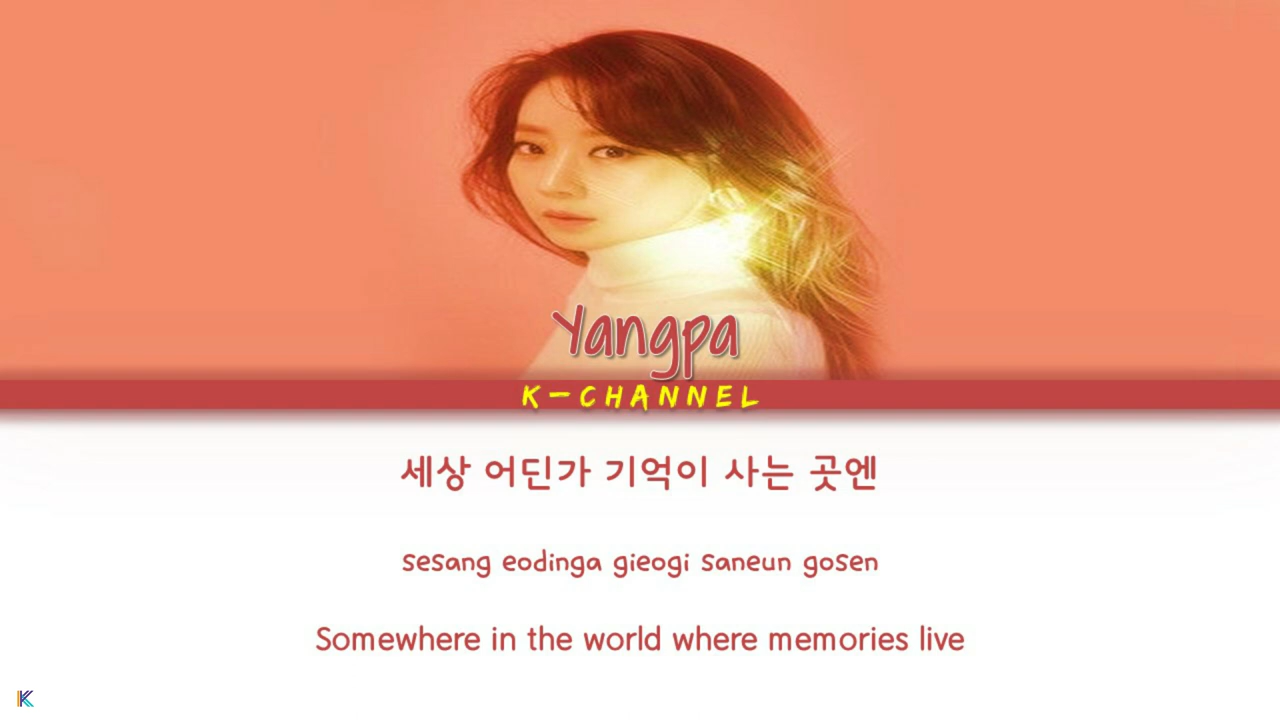 Yangpa
K-CHANNEL
세상 어딘가 기억이 사는 곳엔
sesang eodinga gieogi saneun gosen
Somewhere in the world where memories live
K